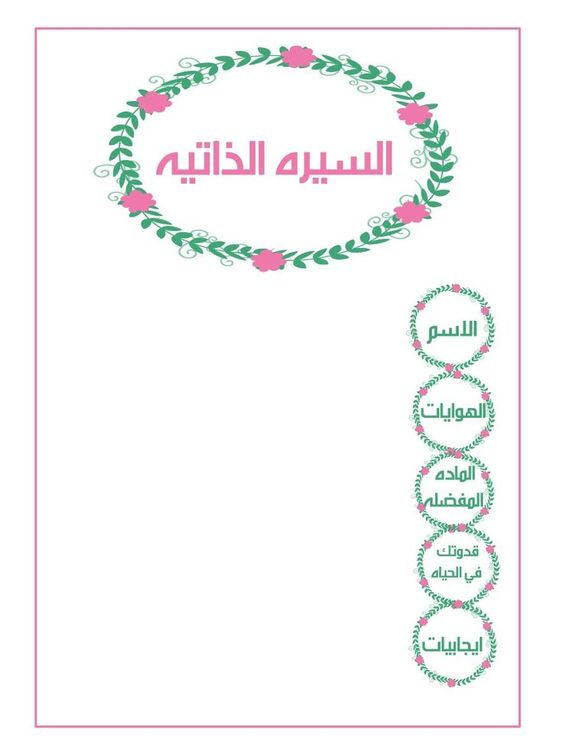 السيره الذاتيه
الاسم
الهوايات
الماده
المفضله
قدوتك
في الحياه
ايجابيات